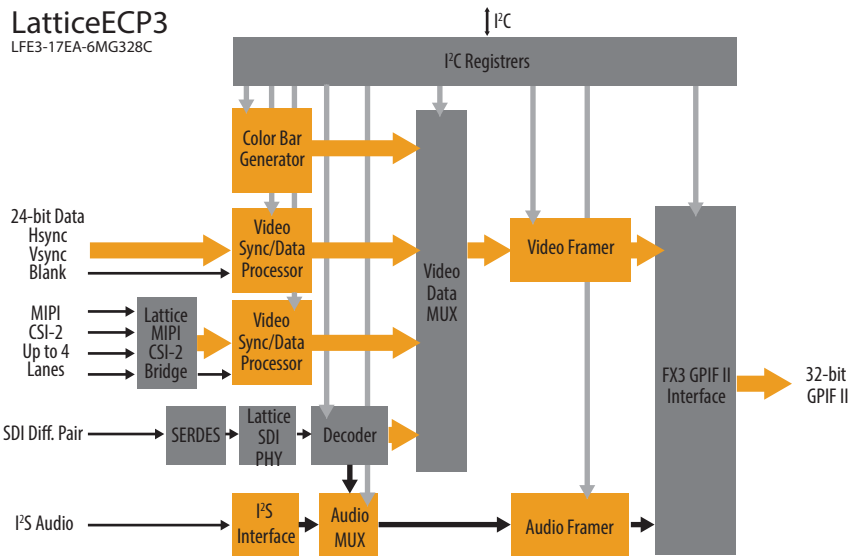 LatticeECP3
LFE3-17EA-6MG328C
I²C
I²C Registrers
Color Bar
Generator
24-bit Data
Hsync
Vsync
Blank
Video
Sync/Data
Processor
Video Framer
Video
Data
MUX
MIPI
CSI-2
Up to 4
Lanes
Lattice
MIPI
CSI-2
Bridge
Video
Sync/Data
Processor
FX3 GPIF II
Interface
32-bit
GPIF II
SDI Diff. Pair
SERDES
Lattice
SDI
PHY
Decoder
I²S Audio
I²S
Interface
Audio
MUX
Audio Framer